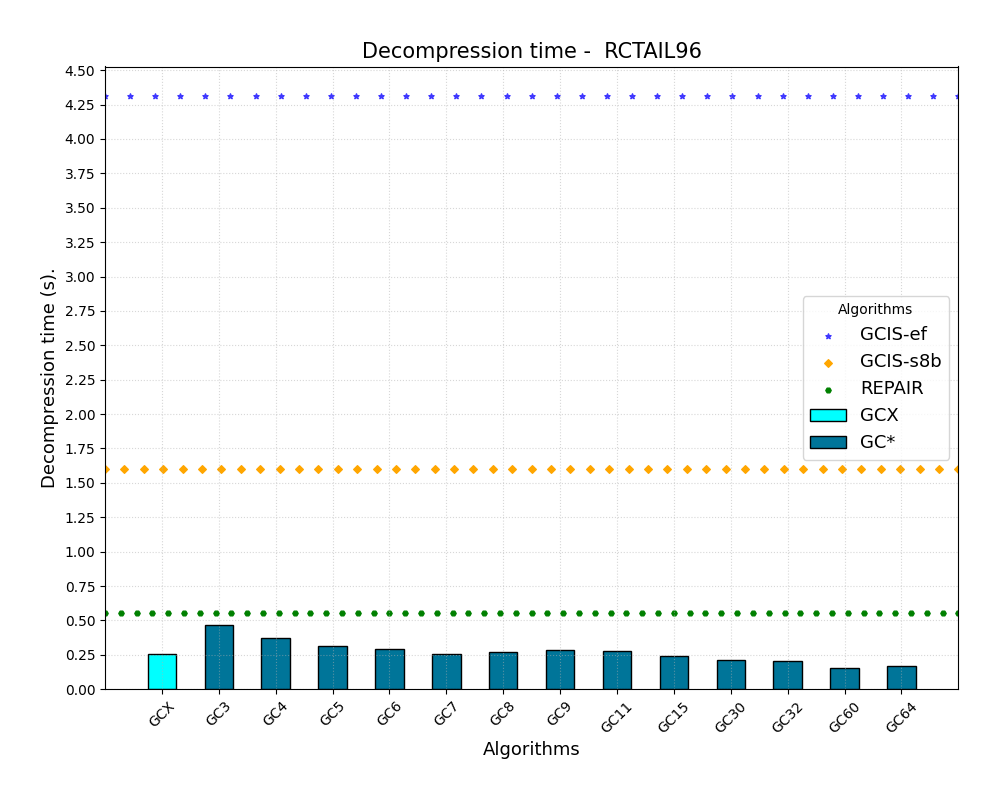 Decompression time -  RCTAIL96
4.50
4.25
4.00
3.75
3.50
3.25
3.00
2.75
2.50
2.25
2.00
1.75
1.50
1.25
1.00
0.75
0.50
0.25
0.00
Decompression time (s).
Algorithms
GCIS-ef
GCIS-s8b
REPAIR
GCX
GC*
GCX
GC3
GC4
GC5
GC6
GC7
GC8
GC9
GC11
GC15
GC30
GC32
GC60
GC64
Algorithms